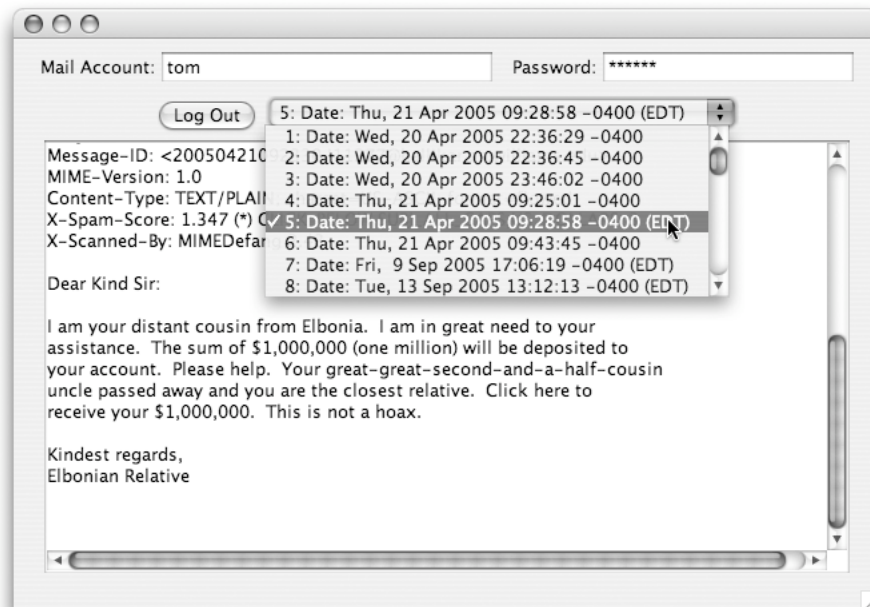 Mail Account: tom Password: ******
Log Out 5: Date: Thu, 21 Apr 2005 09:28:58 -0400 (EDT)
1: Date: Wed, 20 Apr 2005 22:36:29 -0400
2: Date: Wed, 20 Apr 2005 22:36:45 -0400
3: Date: Wed, 20 Apr 2005 23:46:02 -0400
4: Date: Thu, 21 Apr 2005 09:25:01 -0400
✓ 5: Date: Thu, 21 Apr 2005 09:28:58 -0400 (EDT)
6: Date: Thu, 21 Apr 2005 09:43:45 -0400
7: Date: Fri,  9 Sep 2005 17:06:19 -0400 (EDT)
8: Date: Tue, 13 Sep 2005 13:12:13 -0400 (EDT)
Message-ID: <2005042109
MIME-Version: 1.0
Content-Type: TEXT/PLAIN
X-Spam-Score: 1.347 (*)
X-Scanned-By: MIMEDefang
Dear Kind Sir:
I am your distant cousin from Elbonia.  I am in great need to your
assistance.  The sum of $1,000,000 (one million) will be deposited to
your account.  Please help.  Your great-great-second-and-a-half-cousin
uncle passed away and you are the closest relative.  Click here to
receive your $1,000,000.  This is not a hoax.
Kindest regards,
Elbonian Relative